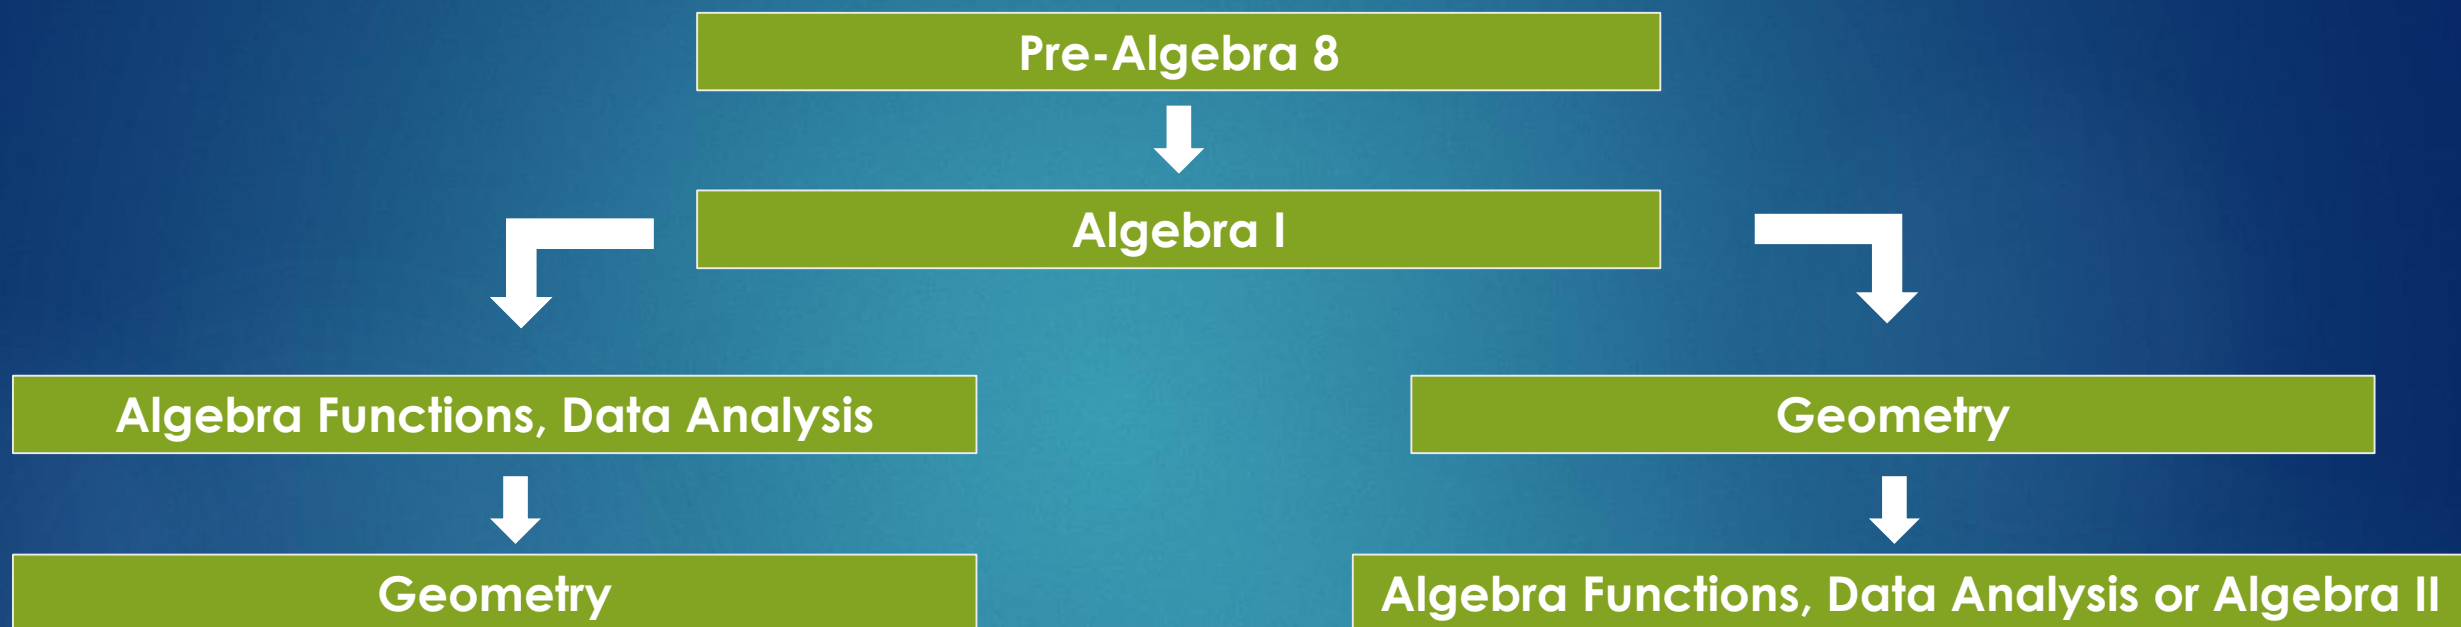 Pre-Algebra 8
Algebra I
Algebra Functions, Data Analysis
Geometry
Geometry
Algebra Functions, Data Analysis or Algebra II